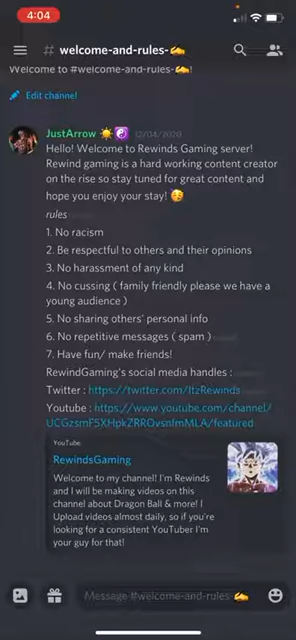 4:04
# welcome-and-rules-✍️
Welcome to #welcome-and-rules-✍️!
Edit channel
JustArrow ☀️☯️ 12/04/2020
Hello! Welcome to Rewinds Gaming server!
Rewind gaming is a hard working content creator
on the rise so stay tuned for great content and
hope you enjoy your stay! 🥰
rules
1. No racism
2. Be respectful to others and their opinions
3. No harassment of any kind
4. No cussing ( family friendly please we have a
young audience )
5. No sharing others' personal info
6. No repetitive messages ( spam )
7. Have fun/ make friends!
RewindGaming's social media handles :
Twitter : https://twitter.com/ItzRewinds
Youtube : https://www.youtube.com/channel/
YouTube
RewindsGaming
Welcome to my channel! I'm Rewinds
and I will be making videos on this
channel about Dragon Ball & more! I
Upload videos almost daily, so if you're
looking for a consistent YouTuber I'm
your guy for that!
Message #welcome-and-rules-✍️